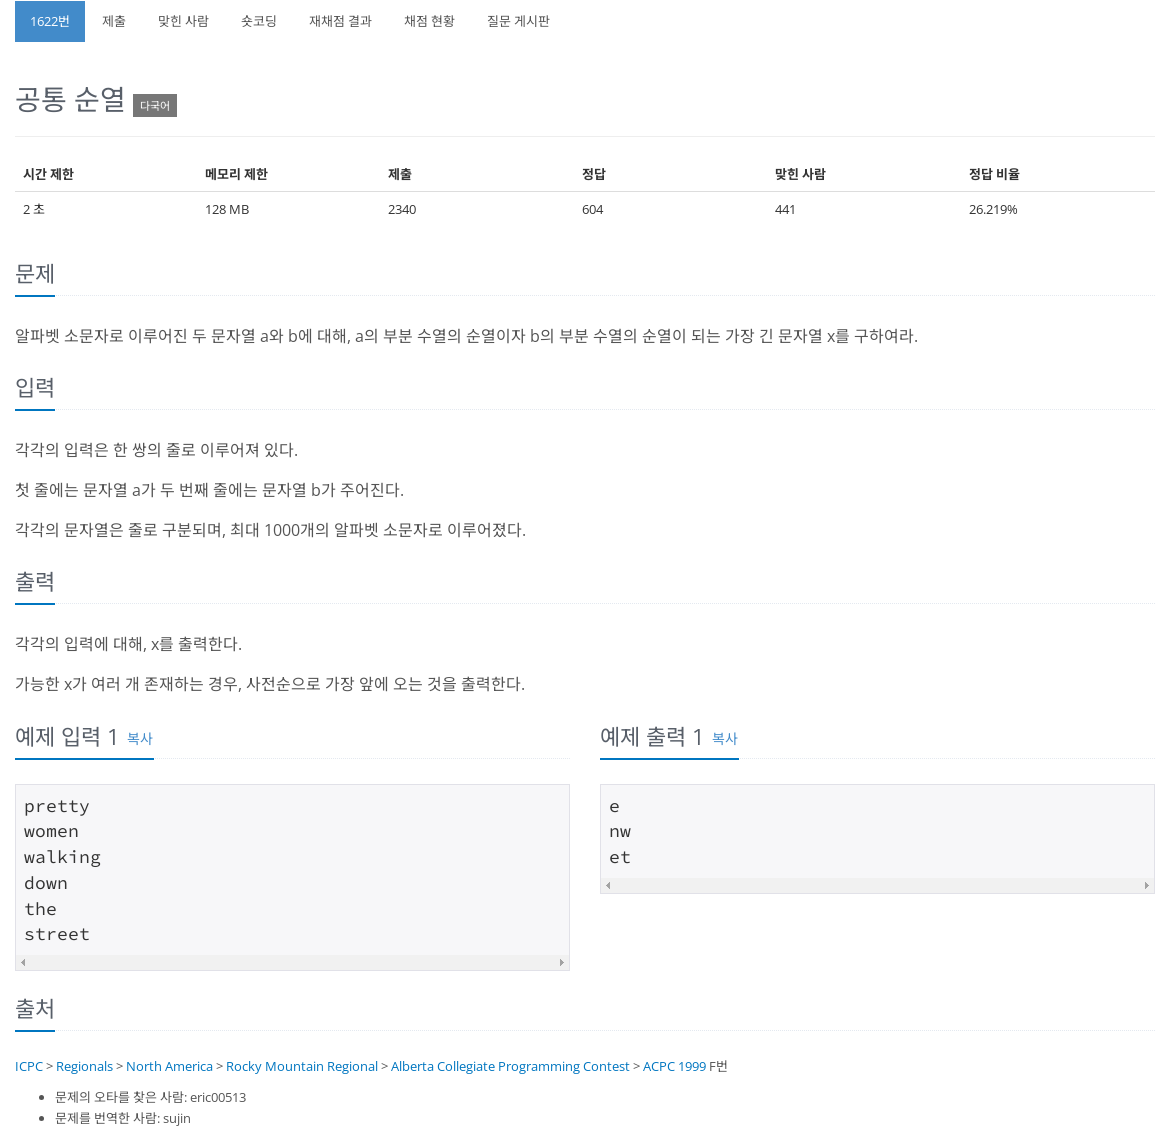 1622번 제출 맞힌 사람 숏코딩 재채점 결과 채점 현황 질문 게시판
공통 순열 다국어
시간 제한 메모리 제한 제출 정답 맞힌 사람 정답 비율
2 초 128 MB 2340 604 441 26.219%
문제
알파벳 소문자로 이루어진 두 문자열 a와 b에 대해, a의 부분 수열의 순열이자 b의 부분 수열의 순열이 되는 가장 긴 문자열 x를 구하여라.
입력
각각의 입력은 한 쌍의 줄로 이루어져 있다.
첫 줄에는 문자열 a가 두 번째 줄에는 문자열 b가 주어진다.
각각의 문자열은 줄로 구분되며, 최대 1000개의 알파벳 소문자로 이루어졌다.
출력
각각의 입력에 대해, x를 출력한다.
가능한 x가 여러 개 존재하는 경우, 사전순으로 가장 앞에 오는 것을 출력한다.
예제 입력 1 복사
pretty
women
walking
down
the
street
예제 출력 1 복사
e
nw
et
출처
ICPC > Regionals > North America > Rocky Mountain Regional > Alberta Collegiate Programming Contest > ACPC 1999 F번
문제의 오타를 찾은 사람: eric00513
문제를 번역한 사람: sujin